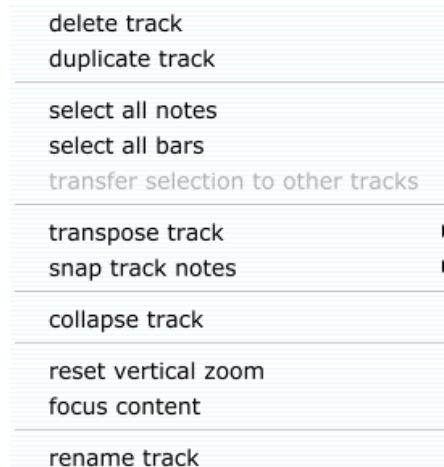 delete track
duplicate track
select all notes
select all bars
transfer selection to other tracks
transpose track
snap track notes
collapse track
reset vertical zoom
focus content
rename track